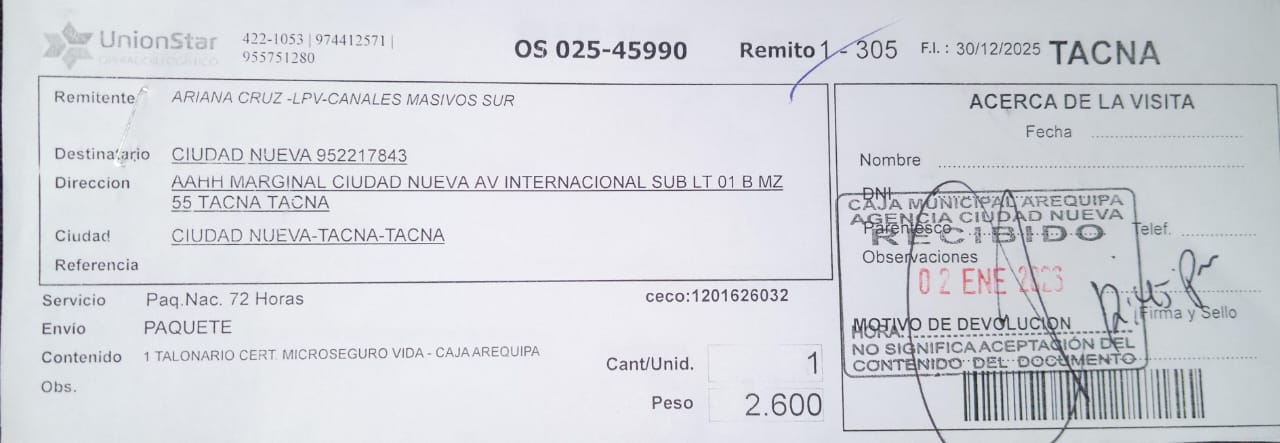 UnionStar
OPERADOR LOGÍSTICO
422-1053 | 974412571 |
955751280
OS 025-45990
Remito 1 - 305
F.I. : 30/12/2025
TACNA
Remitente ARIANA CRUZ -LPV-CANALES MASIVOS SUR
Destinatario CIUDAD NUEVA 952217843
Direccion AAHH MARGINAL CIUDAD NUEVA AV INTERNACIONAL SUB LT 01 B MZ
55 TACNA TACNA
Ciudad CIUDAD NUEVA-TACNA-TACNA
Referencia
Servicio Paq.Nac. 72 Horas
ceco:1201626032
Envío PAQUETE
Contenido 1 TALONARIO CERT. MICROSEGURO VIDA - CAJA AREQUIPA
Obs.
Cant/Unid. 1
Peso 2.600
ACERCA DE LA VISITA
Fecha
Nombre
DNI
Parentesco
Telef.
Observaciones
Firma y Sello
MOTIVO DE DEVOLUCION
CAJA MUNICIPAL AREQUIPA
AGENCIA CIUDAD NUEVA
RECIBIDO
02 ENE 2026
HORA:
NO SIGNIFICA ACEPTACIÓN DEL
CONTENIDO DEL DOCUMENTO